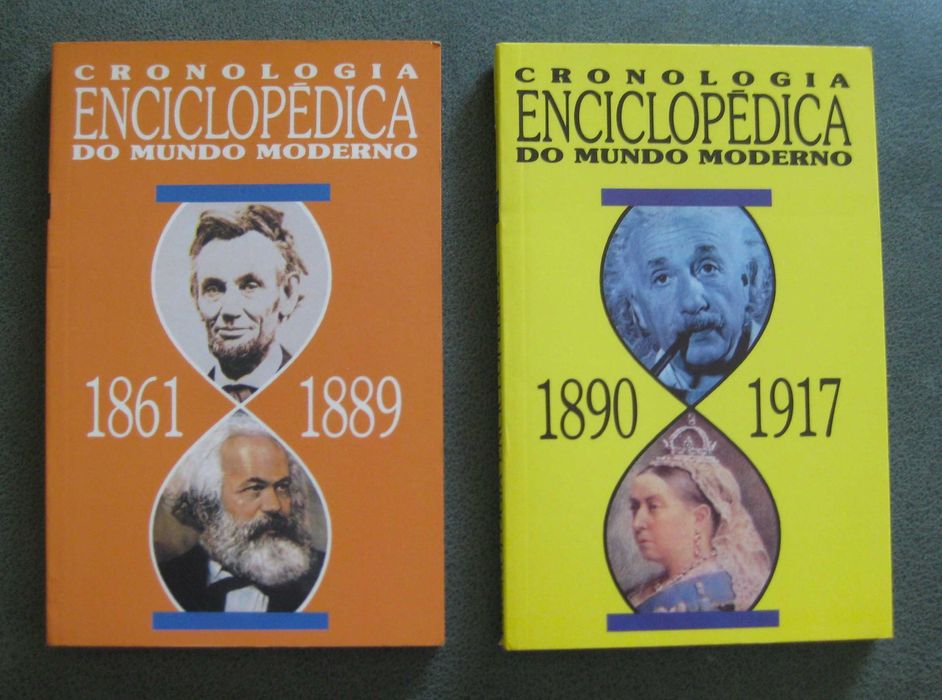 CRONOLOGIA
ENCICLOPÉDICA
DO MUNDO MODERNO
1861 1889
CRONOLOGIA
ENCICLOPÉDICA
DO MUNDO MODERNO
1890 1917